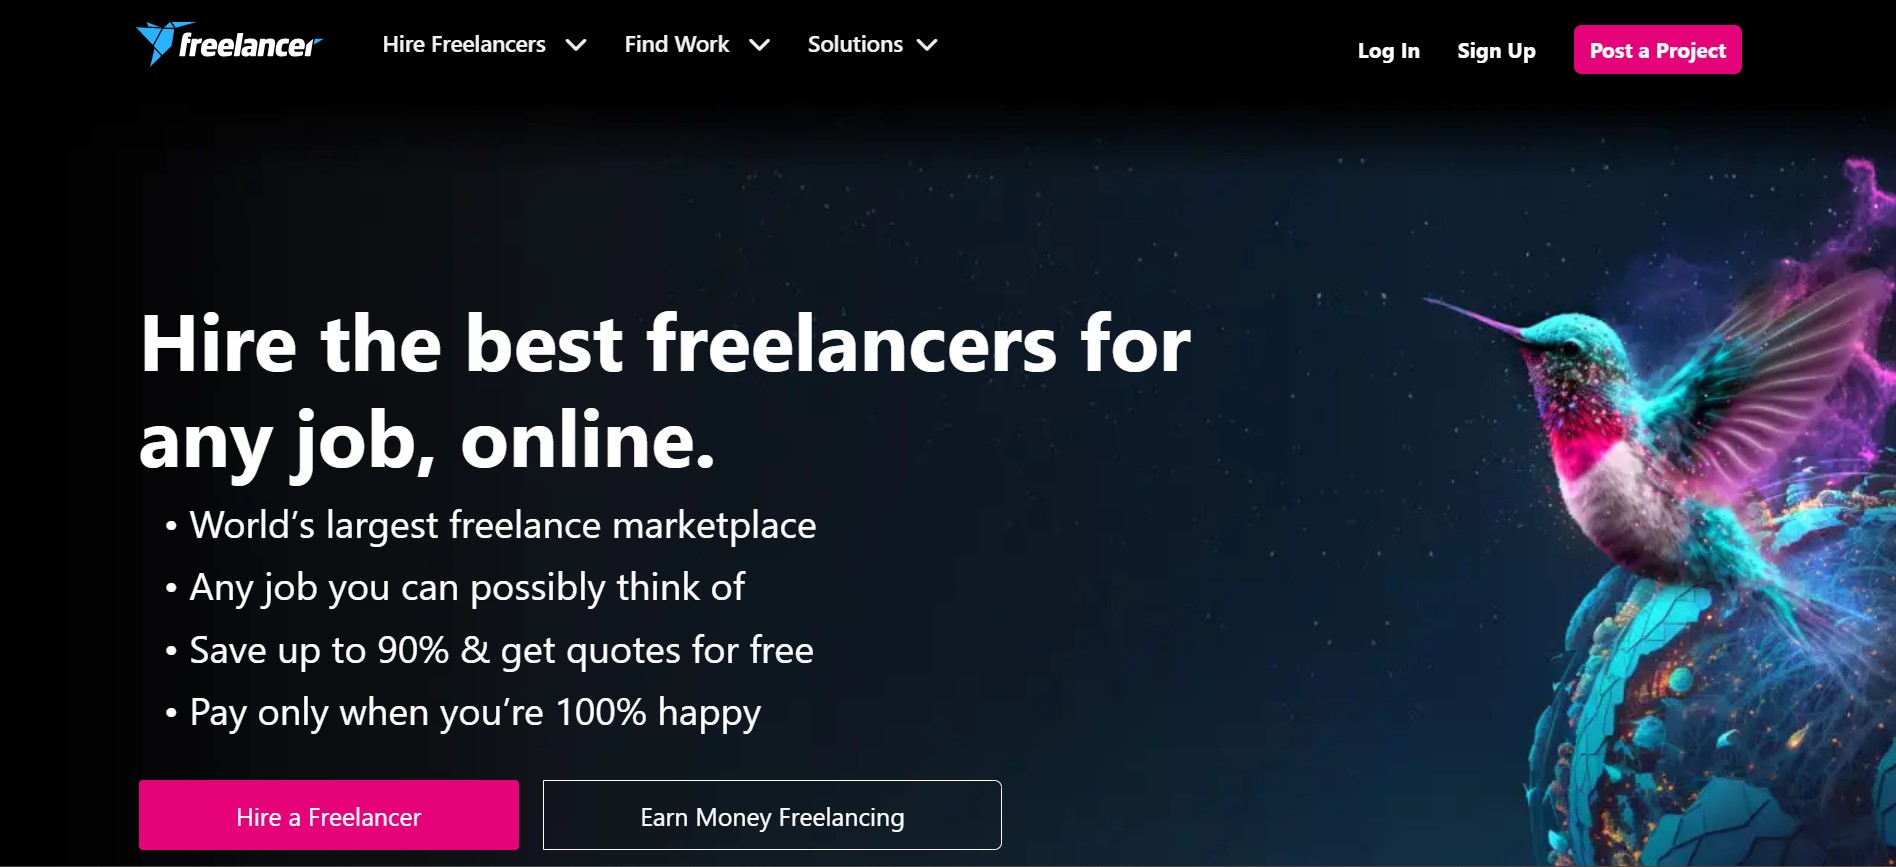 freelancer
Hire Freelancers
Find Work
Solutions
Log In
Sign Up
Post a Project
Hire the best freelancers for
any job, online.
• World’s largest freelance marketplace
• Any job you can possibly think of
• Save up to 90% & get quotes for free
• Pay only when you’re 100% happy
Hire a Freelancer
Earn Money Freelancing